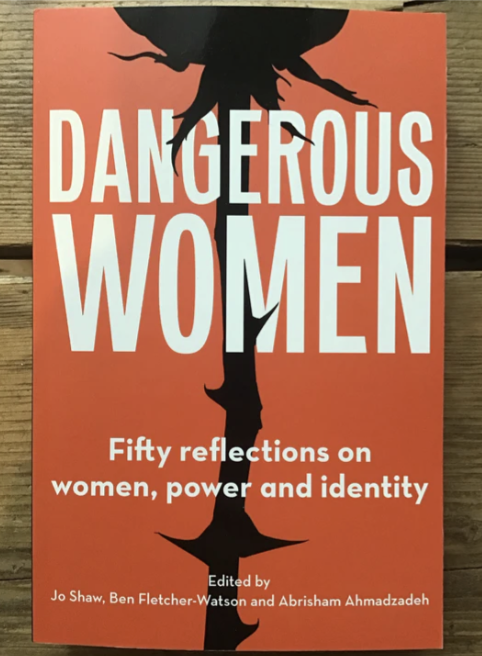 DANGEROUS
WOMEN
Fifty reflections on
women, power and identity
Edited by
Jo Shaw, Ben Fletcher-Watson and Abrisham Ahmadzadeh